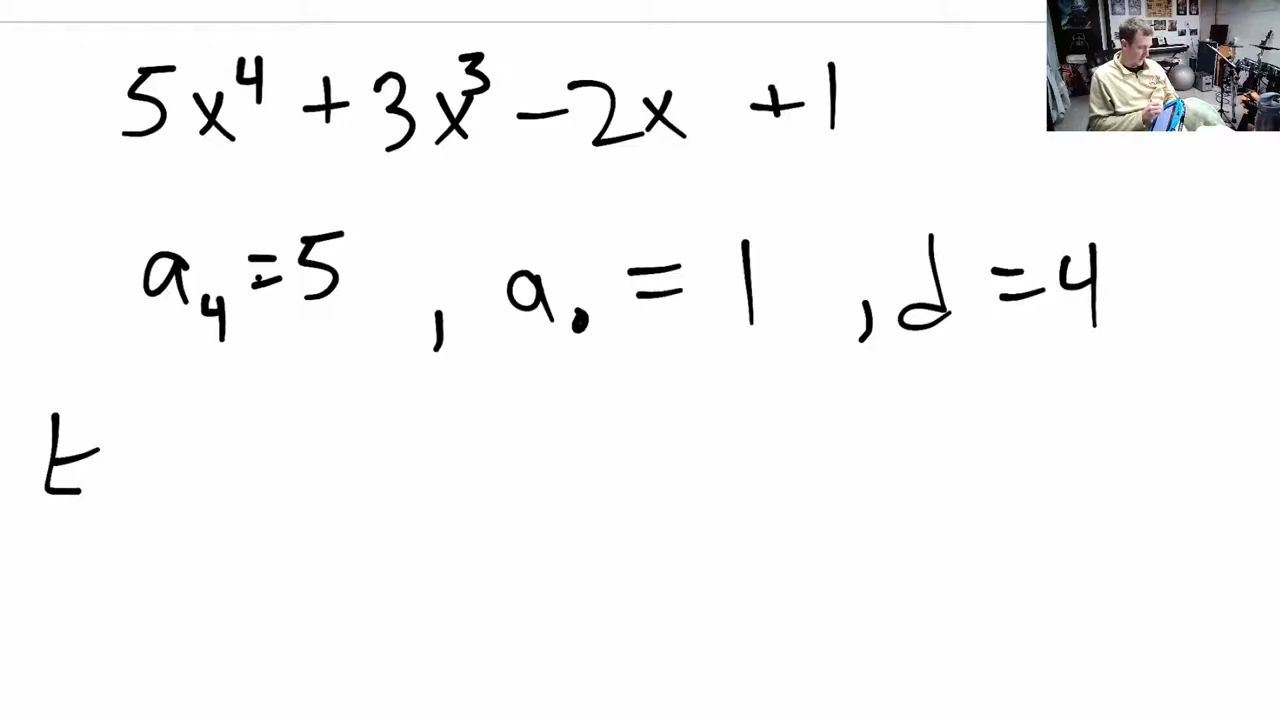 5x⁴ + 3x³ - 2x + 1
a₄ = 5 , a₀ = 1 , d = 4
t